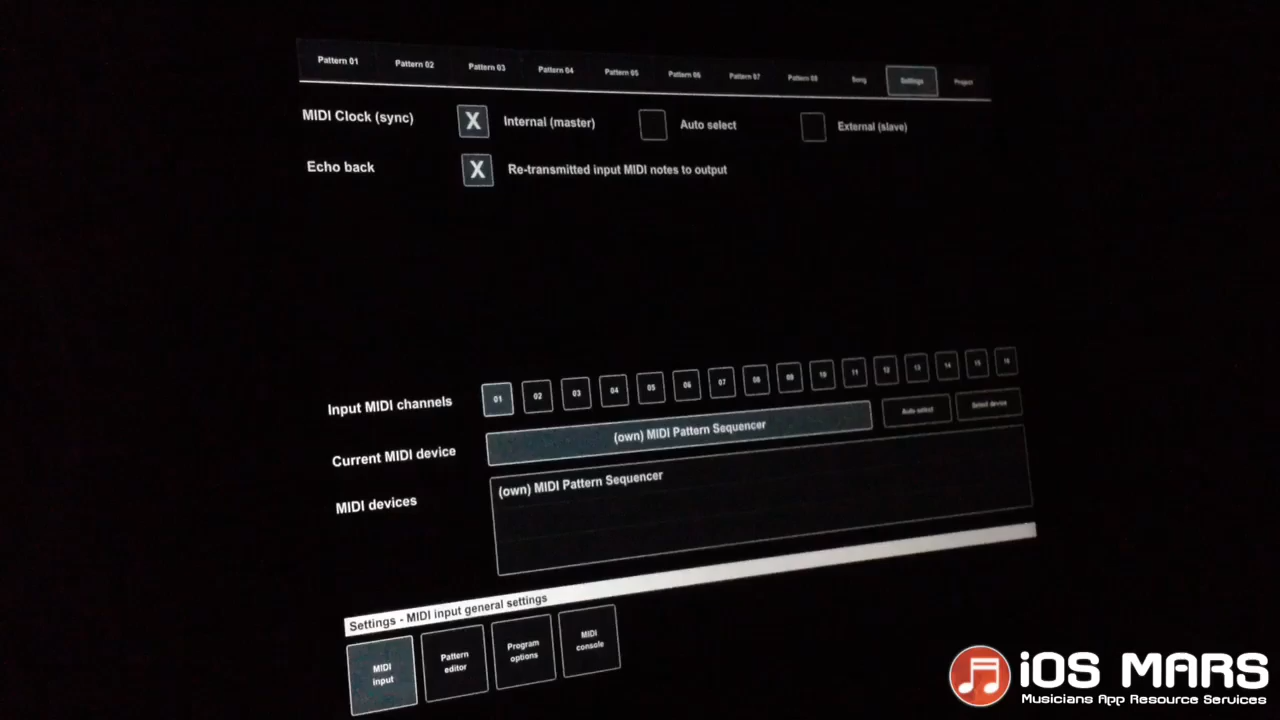 Pattern 01 Pattern 02 Pattern 03 Pattern 04 Pattern 05 Pattern 06 Pattern 07 Pattern 08 Song Settings Project
MIDI Clock (sync) X Internal (master) Auto select External (slave)
Echo back X Re-transmitted input MIDI notes to output
Input MIDI channels 01 02 03 04 05 06 07 08 09 10 11 12 13 14 15 16
Current MIDI device (own) MIDI Pattern Sequencer Auto select Select device
MIDI devices (own) MIDI Pattern Sequencer
Settings - MIDI input general settings
MIDI input Pattern editor Program options MIDI console
iOS MARS
Musicians App Resource Services